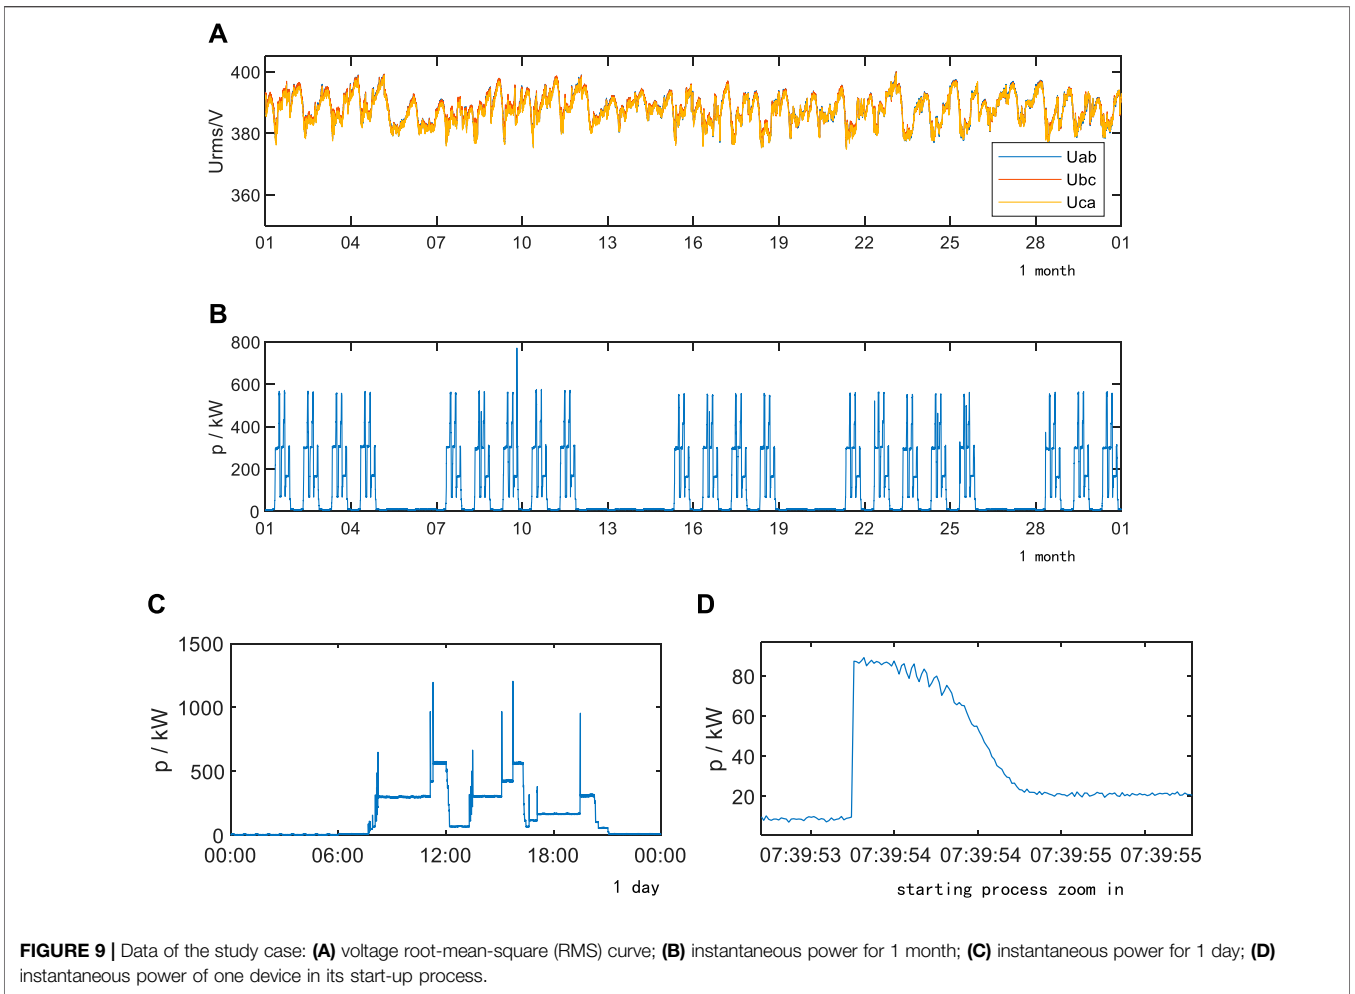 A
Urms/V
400
380
360
Uab
Ubc
Uca
01 04 07 10 13 16 19 22 25 28 01
1 month
B
p / kW
800
600
400
200
0
01 04 07 10 13 16 19 22 25 28 01
1 month
C
p / kW
1500
1000
500
0
00:00 06:00 12:00 18:00 00:00
1 day
D
p / kW
80
60
40
20
07:39:53 07:39:54 07:39:54 07:39:55 07:39:55
starting process zoom in
FIGURE 9 | Data of the study case: (A) voltage root-mean-square (RMS) curve; (B) instantaneous power for 1 month; (C) instantaneous power for 1 day; (D)
instantaneous power of one device in its start-up process.